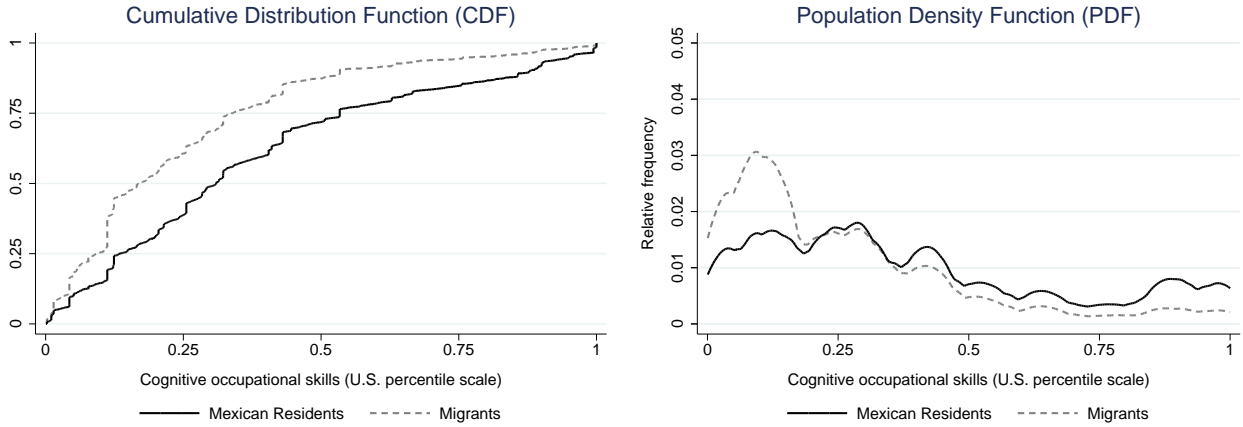 Cumulative Distribution Function (CDF)
1
0.75
0.5
0.25
0
0 0.25 0.5 0.75 1
Cognitive occupational skills (U.S. percentile scale)
Mexican Residents Migrants
Population Density Function (PDF)
Relative frequency
0.05
0.04
0.03
0.02
0.01
0
0 0.25 0.5 0.75 1
Cognitive occupational skills (U.S. percentile scale)
Mexican Residents Migrants